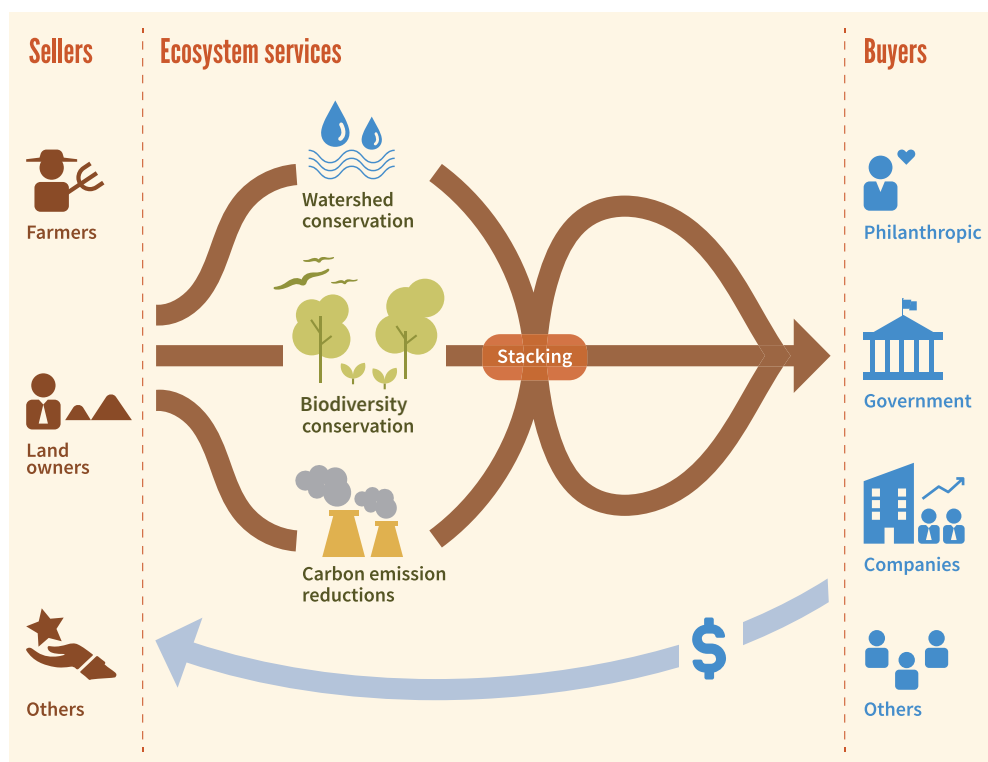 Sellers
Ecosystem services
Buyers
Farmers
Land
owners
Others
Watershed
conservation
Biodiversity
conservation
Carbon emission
reductions
Stacking
$
Philanthropic
Government
Companies
Others